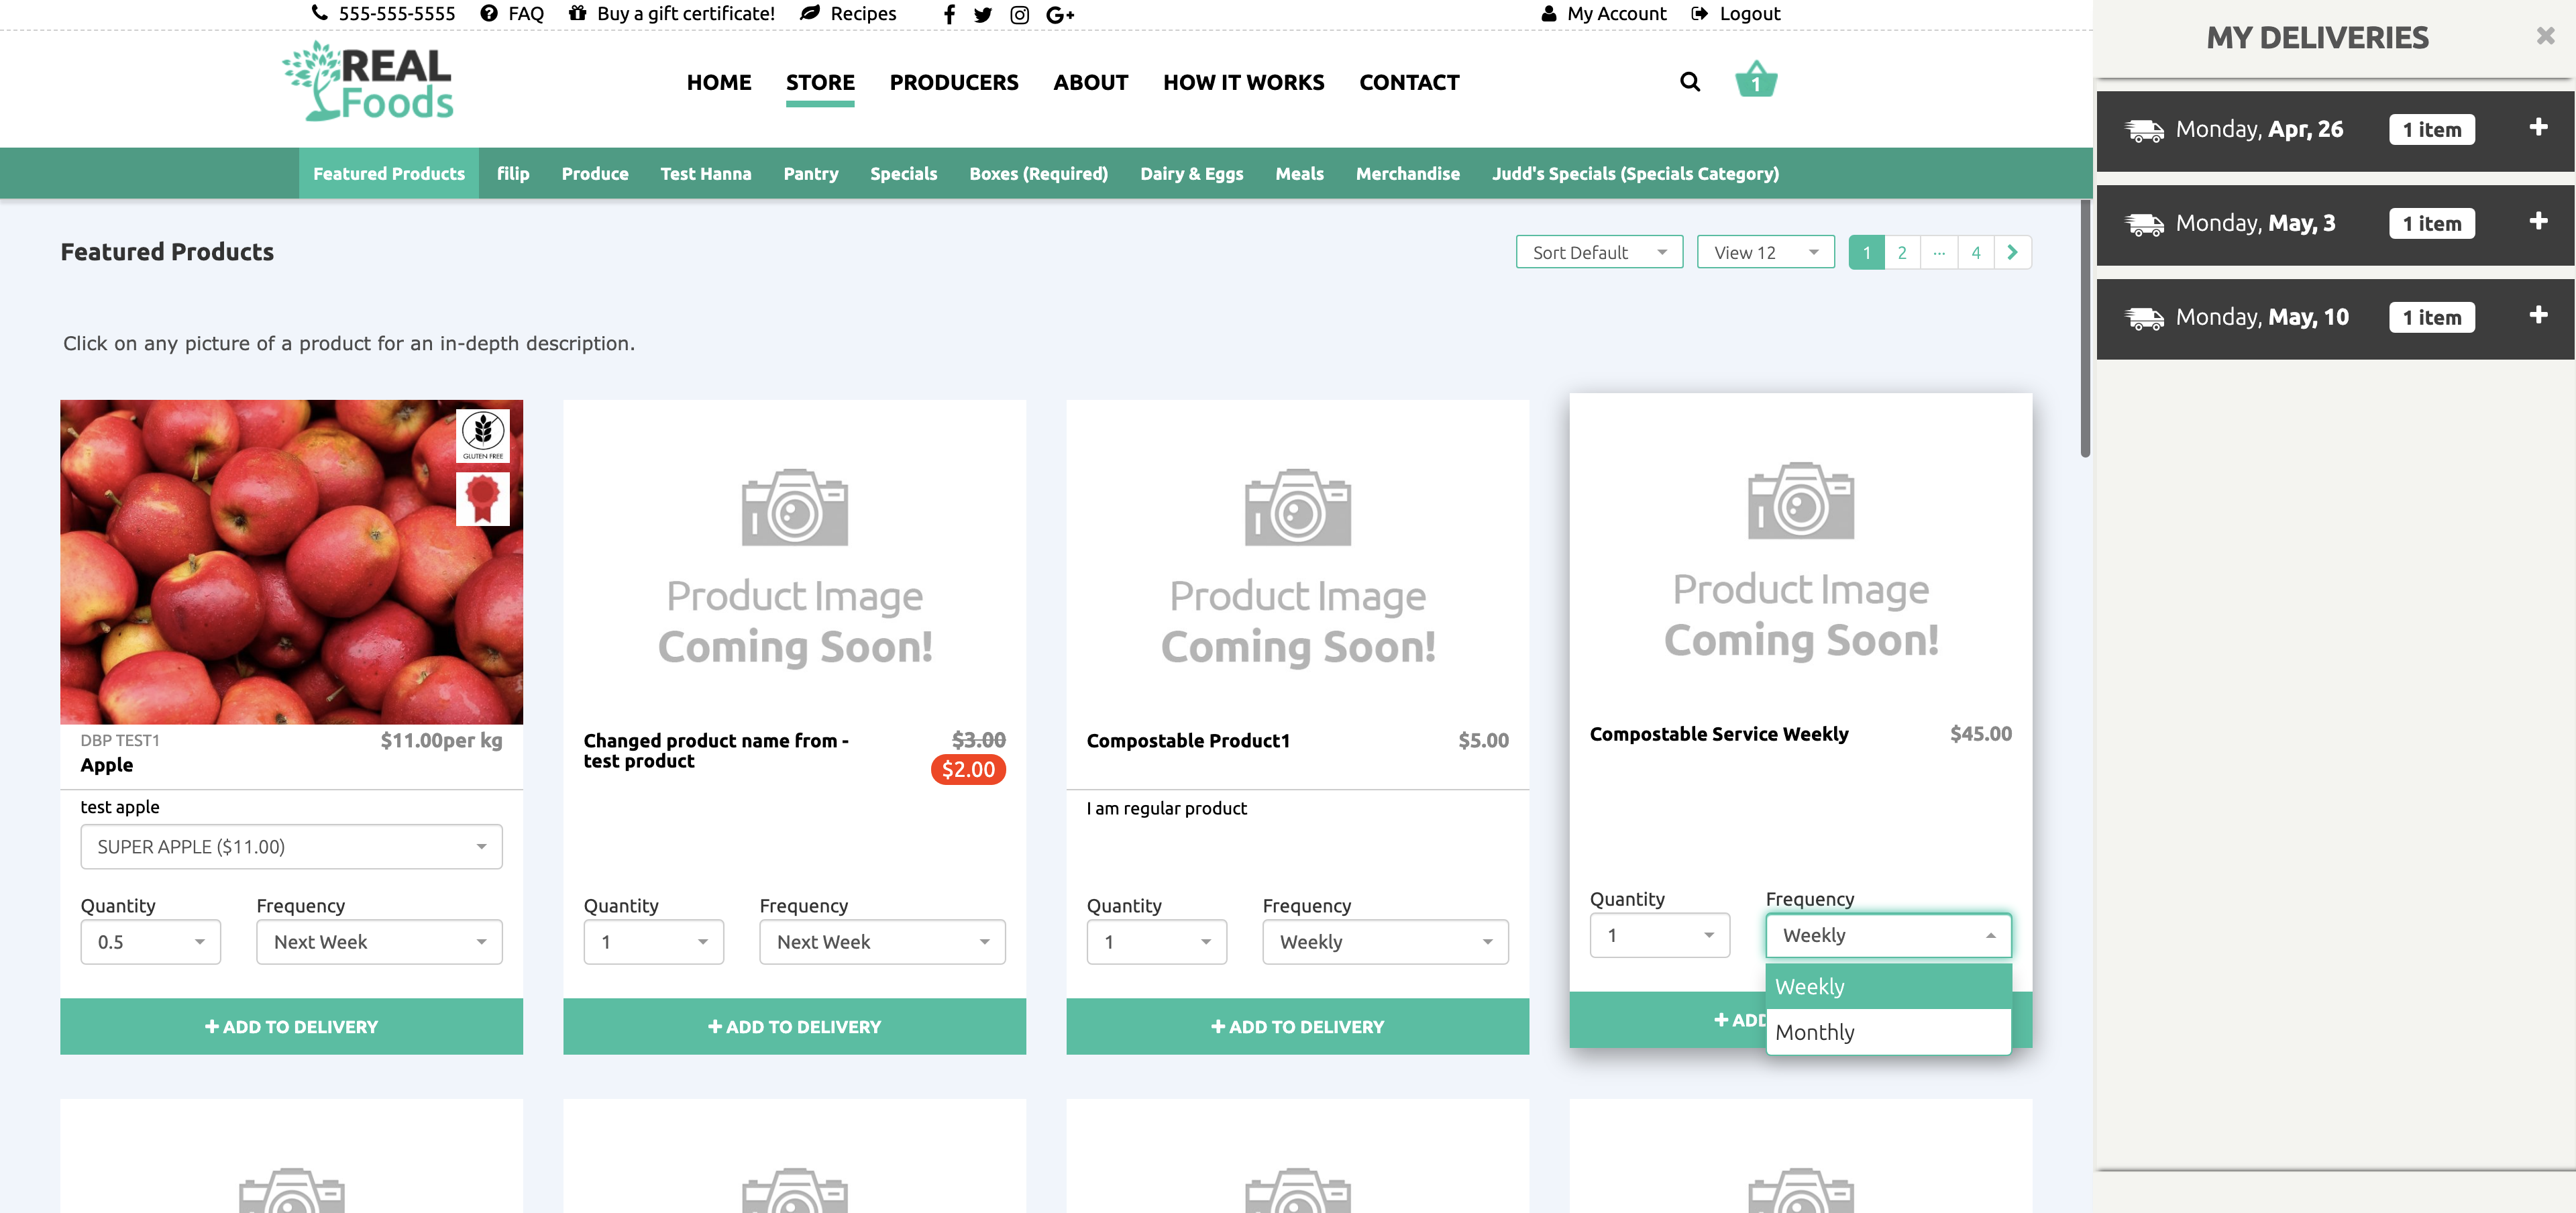 555-555-5555 FAQ Buy a gift certificate! Recipes G+ My Account Logout
REAL
Foods
HOME STORE PRODUCERS ABOUT HOW IT WORKS CONTACT 1
Featured Products filip Produce Test Hanna Pantry Specials Boxes (Required) Dairy & Eggs Meals Merchandise Judd's Specials (Specials Category)
MY DELIVERIES
Monday, Apr, 26 1 item
Monday, May, 3 1 item
Monday, May, 10 1 item
Featured Products
Sort Default View 12 1 2 ... 4
Click on any picture of a product for an in-depth description.
GLUTEN FREE
DBP TEST1 $11.00per kg
Apple
test apple
SUPER APPLE ($11.00)
Quantity Frequency
0.5 Next Week
+ ADD TO DELIVERY
Product Image
Coming Soon!
Changed product name from - $3.00
test product $2.00
Quantity Frequency
1 Next Week
+ ADD TO DELIVERY
Product Image
Coming Soon!
Compostable Product1 $5.00
I am regular product
Quantity Frequency
1 Weekly
+ ADD TO DELIVERY
Product Image
Coming Soon!
Compostable Service Weekly $45.00
Quantity Frequency
1 Weekly
Weekly
+ ADD
Monthly